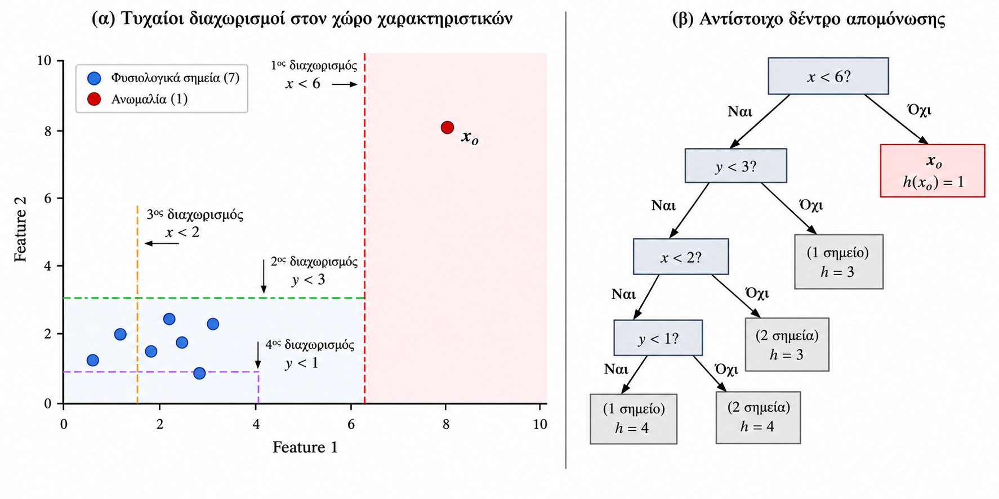 (α) Τυχαίοι διαχωρισμοί στον χώρο χαρακτηριστικών
Φυσιολογικά σημεία (7)
Ανωμαλία (1)
1ος διαχωρισμός
x < 6
xo
3ος διαχωρισμός
x < 2
2ος διαχωρισμός
y < 3
4ος διαχωρισμός
y < 1
10
8
6
4
2
0
Feature 2
0 2 4 6 8 10
Feature 1
(β) Αντίστοιχο δέντρο απομόνωσης
x < 6?
Ναι Όχι
y < 3?
xo
h(xo) = 1
Ναι Όχι
x < 2?
(1 σημείο)
h = 3
Ναι Όχι
y < 1?
(2 σημεία)
h = 3
Ναι Όχι
(1 σημείο)
h = 4
(2 σημεία)
h = 4